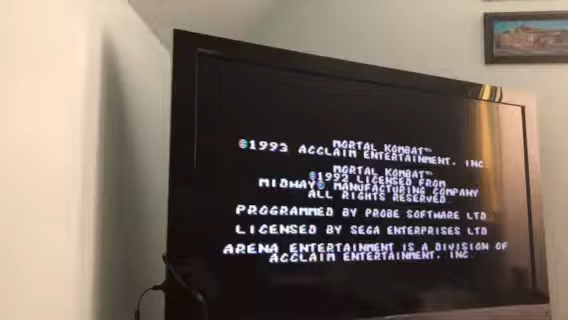 MORTAL KOMBAT™
©1993 ACCLAIM ENTERTAINMENT, INC.
MORTAL KOMBAT™
©1992 LICENSED FROM
MIDWAY® MANUFACTURING COMPANY
ALL RIGHTS RESERVED.
PROGRAMMED BY PROBE SOFTWARE LTD
LICENSED BY SEGA ENTERPRISES LTD
ARENA ENTERTAINMENT IS A DIVISION OF
ACCLAIM ENTERTAINMENT, INC.